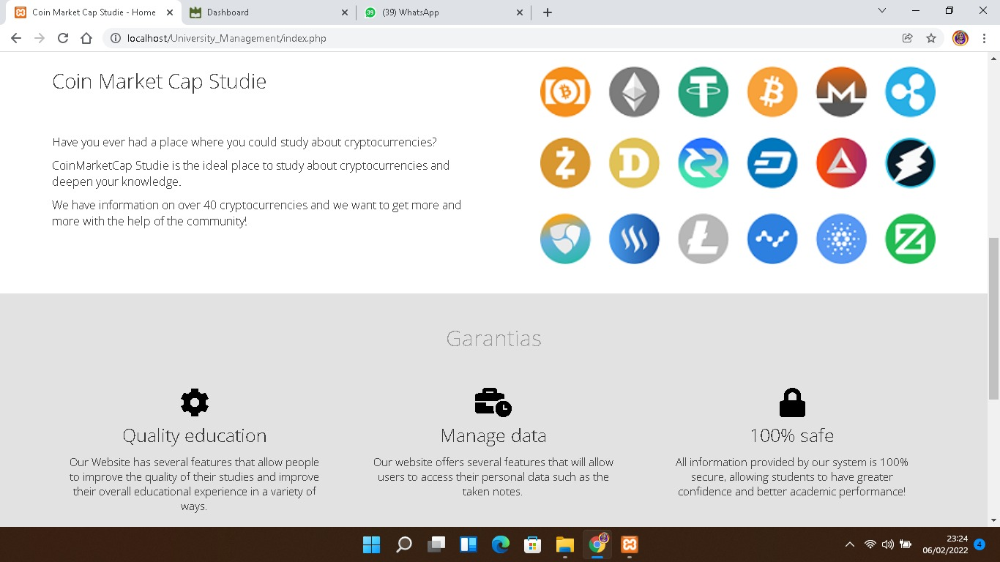 Coin Market Cap Studie - Home
Dashboard
39
(39) WhatsApp
localhost/University_Management/index.php
Coin Market Cap Studie
Have you ever had a place where you could study about cryptocurrencies?
CoinMarketCap Studie is the ideal place to study about cryptocurrencies and
deepen your knowledge.
We have information on over 40 cryptocurrencies and we want to get more and
more with the help of the community!
Garantias
Quality education
Our Website has several features that allow people
to improve the quality of their studies and improve
their overall educational experience in a variety of
ways.
Manage data
Our website offers several features that will allow
users to access their personal data such as the
taken notes.
100% safe
All information provided by our system is 100%
secure, allowing students to have greater
confidence and better academic performance!
23:24
06/02/2022
4